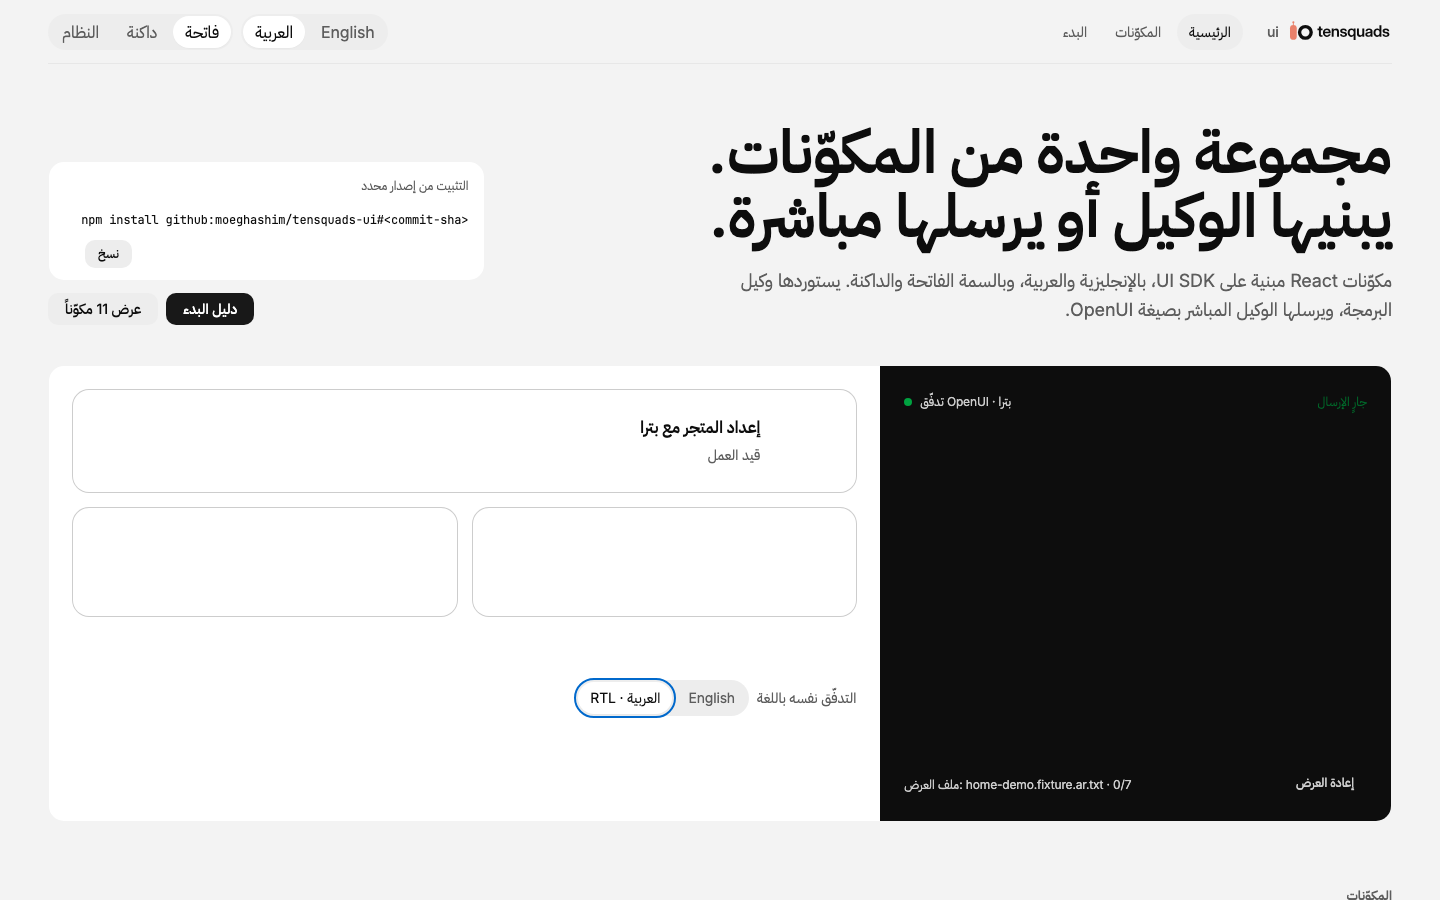 tensquads ui
الرئيسية
المكوّنات
البدء
English
العربية
فاتحة
داكنة
النظام
مجموعة واحدة من المكوّنات.
يبنيها الوكيل أو يرسلها مباشرة.
مكوّنات React مبنية على UI SDK، بالإنجليزية والعربية، وبالسمة الفاتحة والداكنة. يستوردها وكيل
البرمجة، ويرسلها الوكيل المباشر بصيغة OpenUI.
التثبيت من إصدار محدد
npm install github:moeghashim/tensquads-ui#<commit-sha>
نسخ
دليل البدء
عرض 11 مكوّناً
جارٍ الإرسال
تدفّق OpenUI · بترا
إعادة العرض
ملف العرض: home-demo.fixture.ar.txt · 0/7
إعداد المتجر مع بترا
قيد العمل
التدفّق نفسه باللغة
English
العربية · RTL
المكوّنات